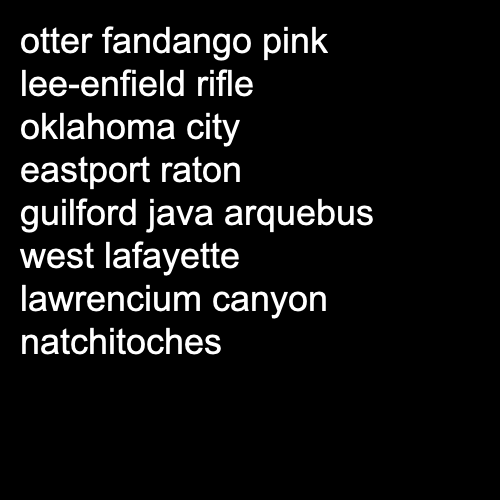 otter fandango pink
lee-enfield rifle
oklahoma city
eastport raton
guilford java arquebus
west lafayette
lawrencium canyon
natchitoches